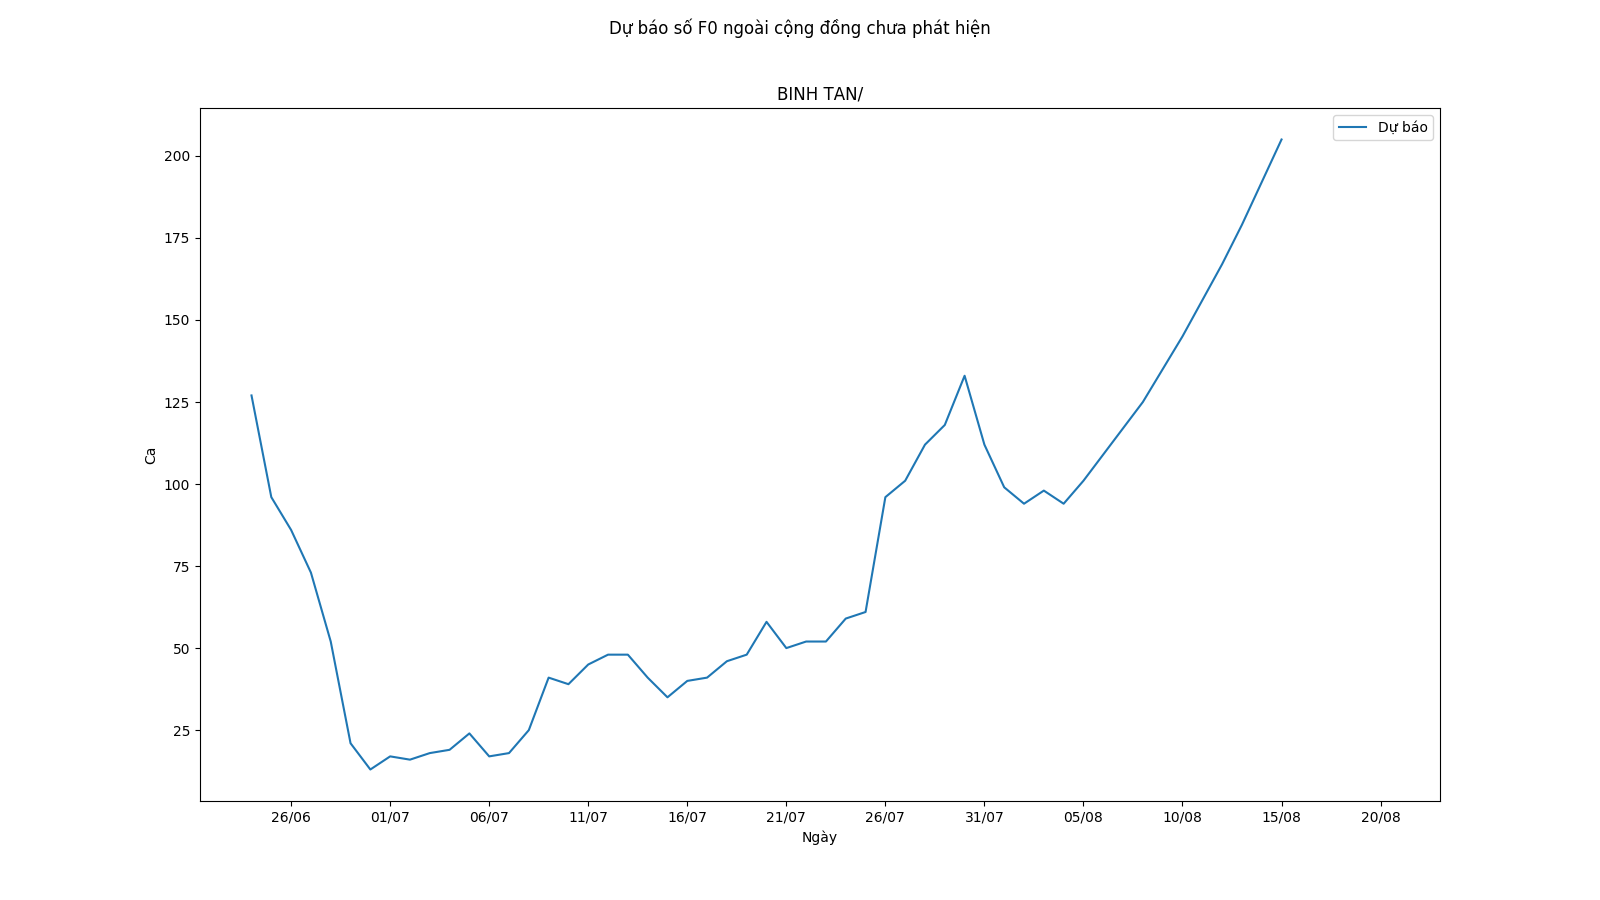 Dự báo số F0 ngoài cộng đồng chưa phát hiện
BINH TAN/
Dự báo
200
175
150
125
100
75
50
25
Ca
26/06 01/07 06/07 11/07 16/07 21/07 26/07 31/07 05/08 10/08 15/08 20/08
Ngày